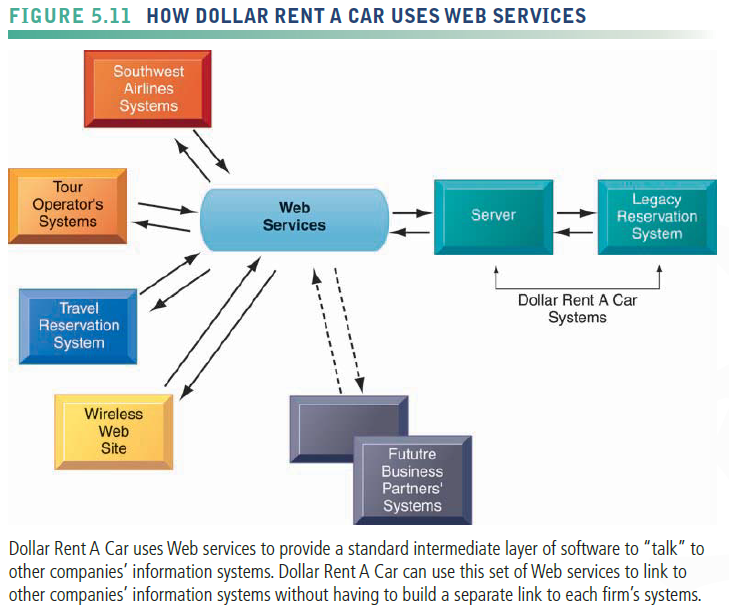 FIGURE 5.11 HOW DOLLAR RENT A CAR USES WEB SERVICES
Southwest
Airlines
Systems
Tour
Operator's
Systems
Web
Services
Server
Legacy
Reservation
System
Dollar Rent A Car
Systems
Travel
Reservation
System
Wireless
Web
Site
Fututre
Business
Partners'
Systems
Dollar Rent A Car uses Web services to provide a standard intermediate layer of software to “talk” to
other companies’ information systems. Dollar Rent A Car can use this set of Web services to link to
other companies’ information systems without having to build a separate link to each firm’s systems.